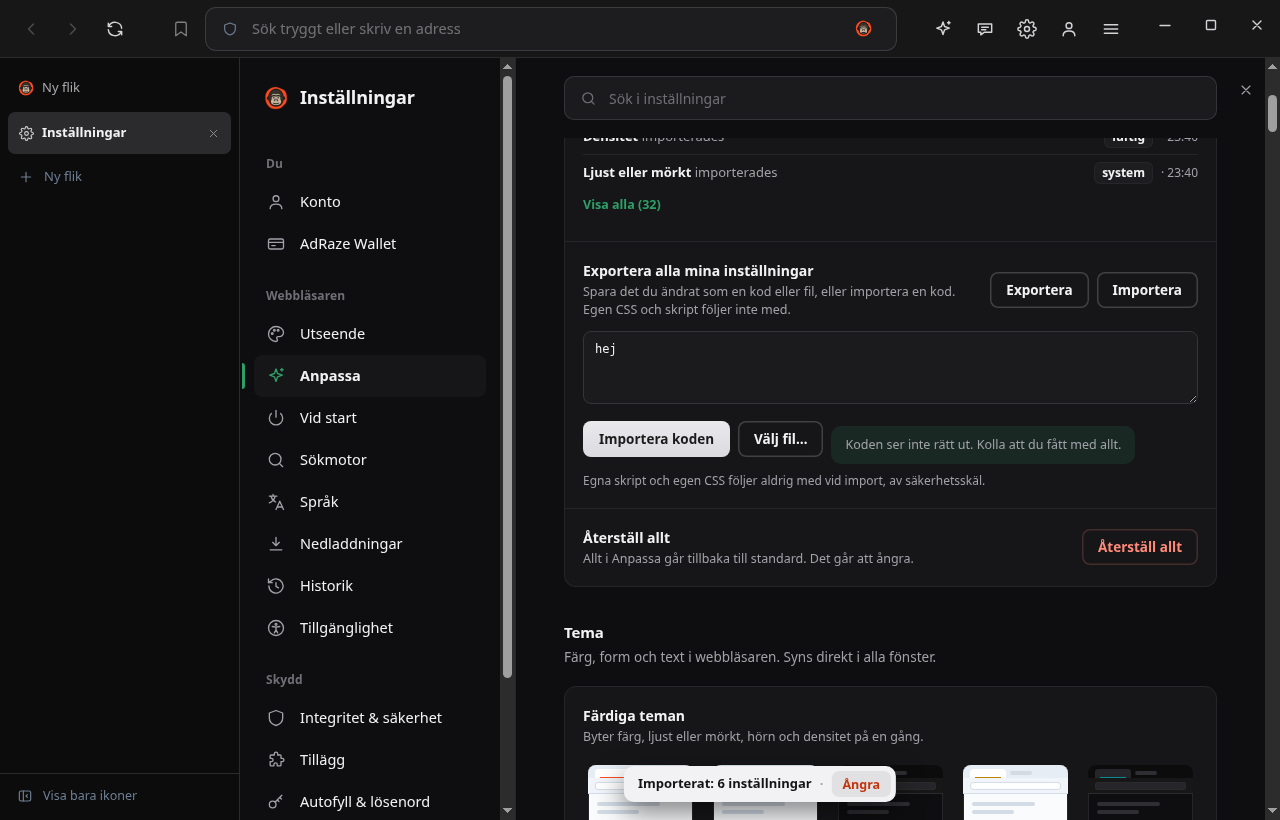 Sök tryggt eller skriv en adress
Ny flik
Inställningar
Ny flik
Visa bara ikoner
Inställningar
Du
Konto
AdRaze Wallet
Webbläsaren
Utseende
Anpassa
Vid start
Sökmotor
Språk
Nedladdningar
Historik
Tillgänglighet
Skydd
Integritet & säkerhet
Tillägg
Autofyll & lösenord
Sök i inställningar
Densitet importerades luftig · 23:40
Ljust eller mörkt importerades system · 23:40
Visa alla (32)
Exportera alla mina inställningar
Spara det du ändrat som en kod eller fil, eller importera en kod.
Egen CSS och skript följer inte med.
Exportera Importera
hej
Importera koden Välj fil... Koden ser inte rätt ut. Kolla att du fått med allt.
Egna skript och egen CSS följer aldrig med vid import, av säkerhetsskäl.
Återställ allt
Allt i Anpassa går tillbaka till standard. Det går att ångra.
Återställ allt
Tema
Färg, form och text i webbläsaren. Syns direkt i alla fönster.
Färdiga teman
Byter färg, ljust eller mörkt, hörn och densitet på en gång.
Importerat: 6 inställningar · Ångra